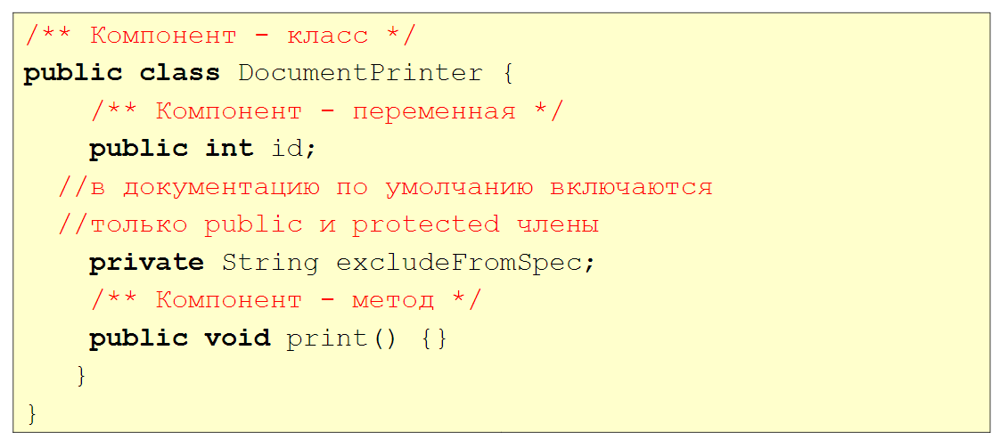 /** Компонент - класс */
public class DocumentPrinter {
/** Компонент - переменная */
public int id;
//в документацию по умолчанию включаются
//только public и protected члены
private String excludeFromSpec;
/** Компонент - метод */
public void print() {}
}
}